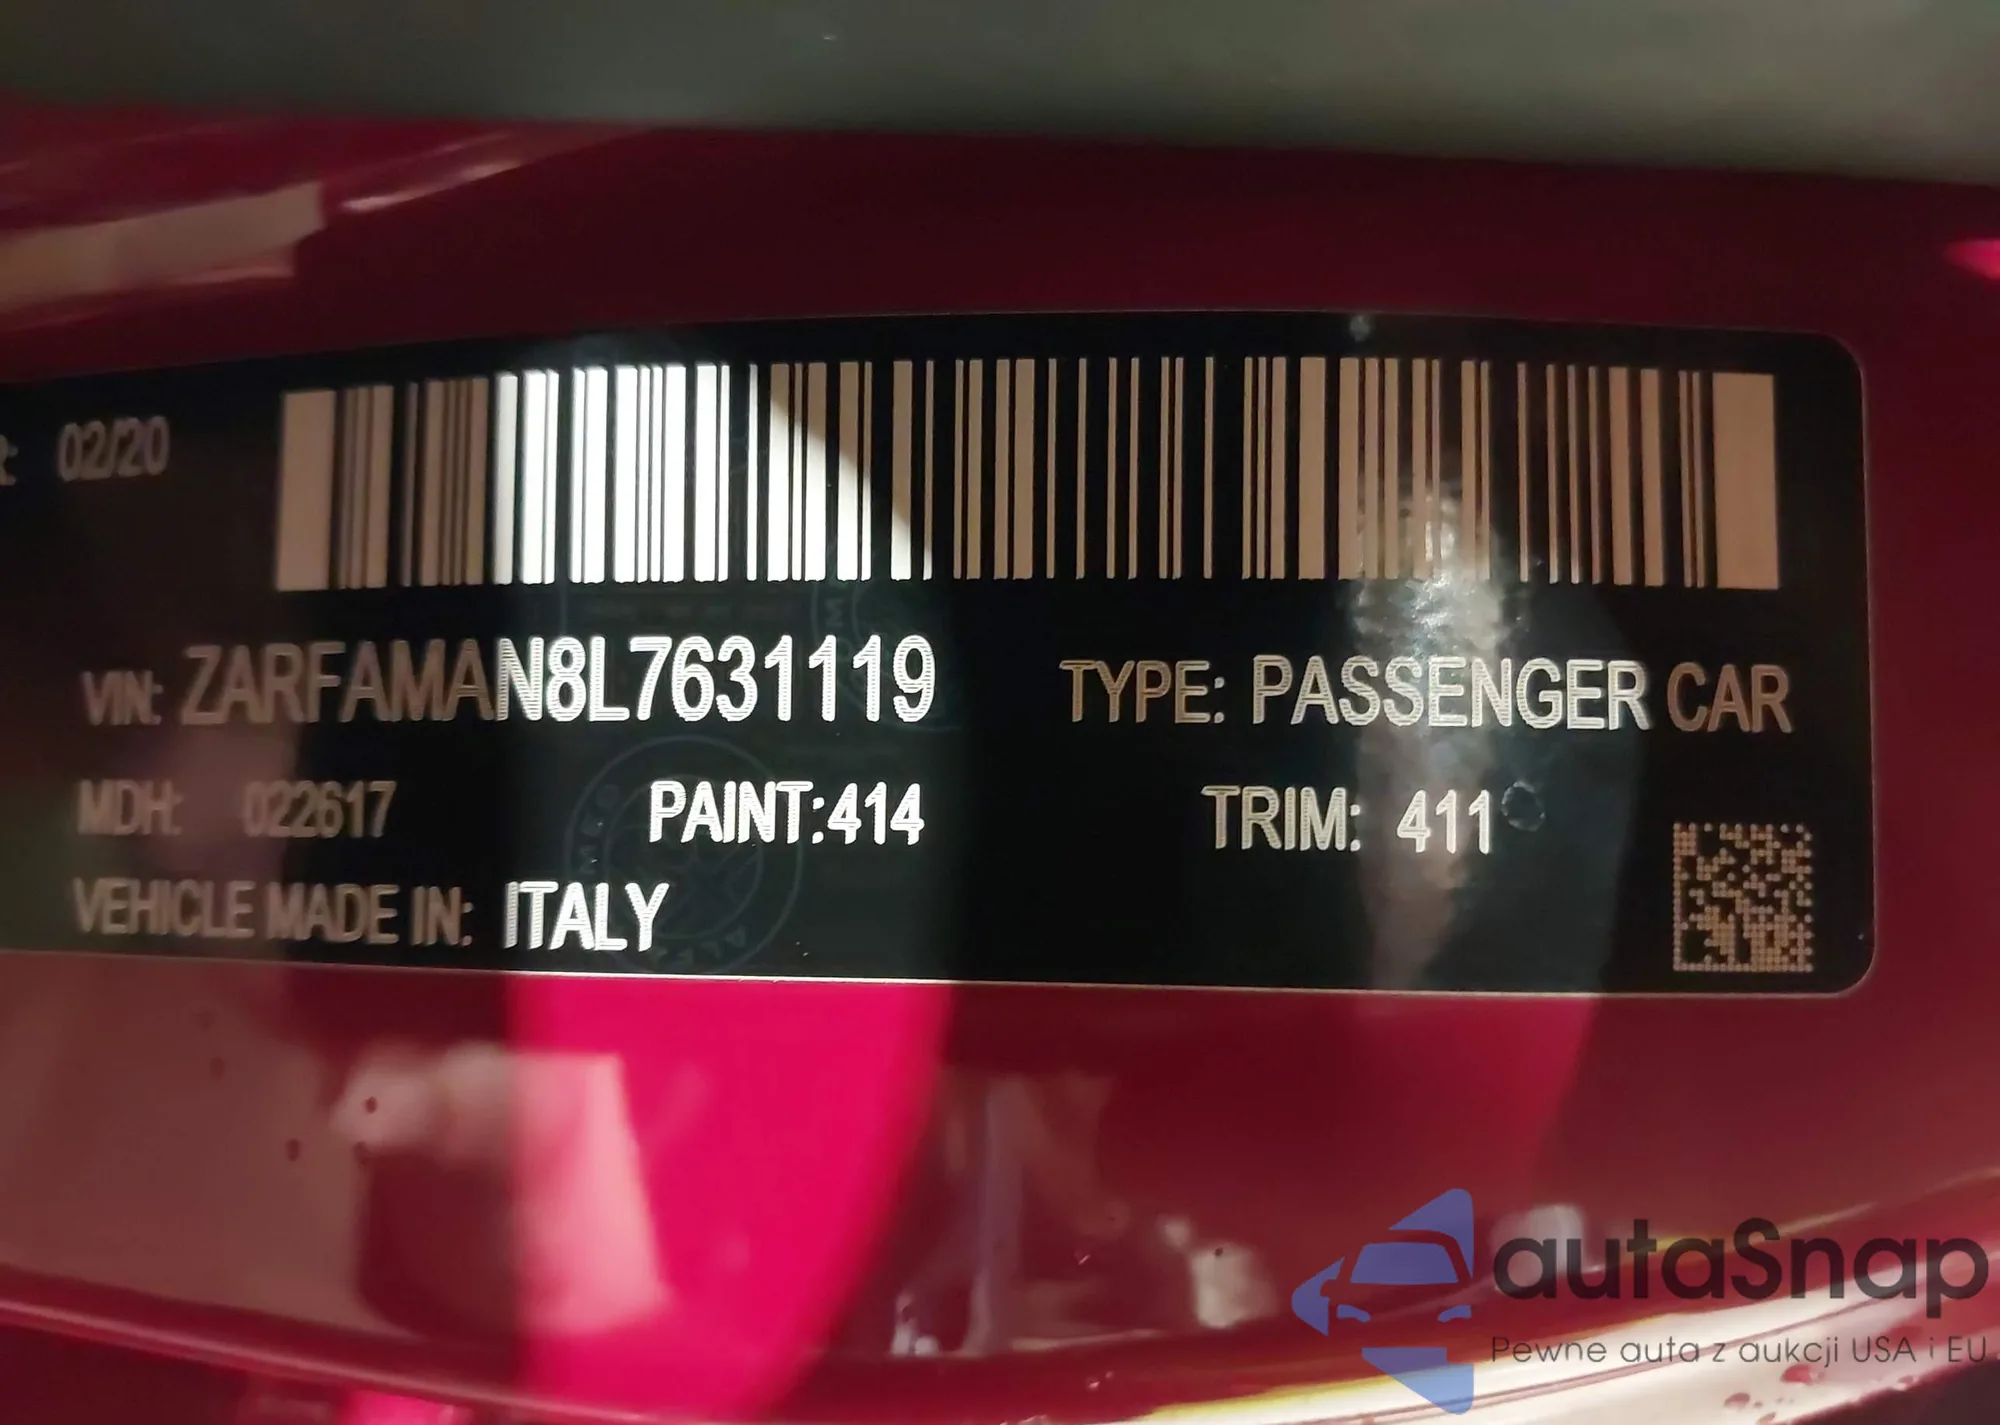 R: 02/20
VIN: ZARFAMAN8L7631119 TYPE: PASSENGER CAR
MDH: 022617 PAINT:414 TRIM: 411
VEHICLE MADE IN: ITALY
autaSnap
Pewne auta z aukcji USA i EU